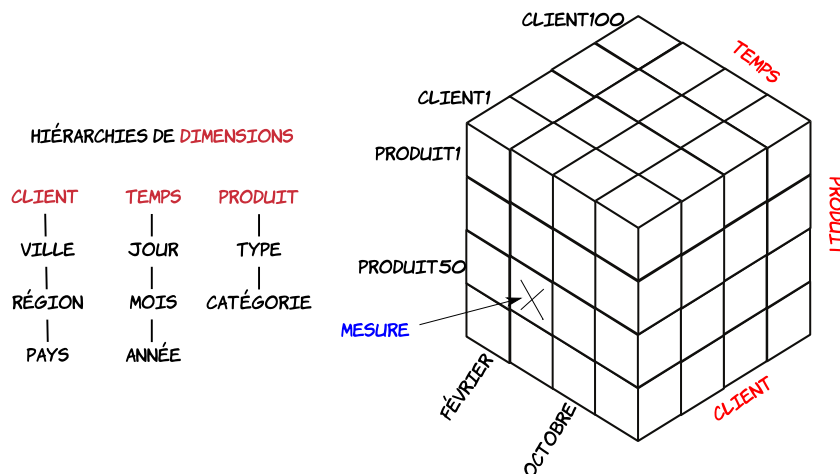 HIÉRARCHIES DE DIMENSIONS
CLIENT TEMPS PRODUIT
VILLE JOUR TYPE
RÉGION MOIS CATÉGORIE
PAYS ANNÉE
CLIENT100
TEMPS
CLIENT1
PRODUIT1
PRODUIT
PRODUIT50
MESURE
FÉVRIER
OCTOBRE
CLIENT